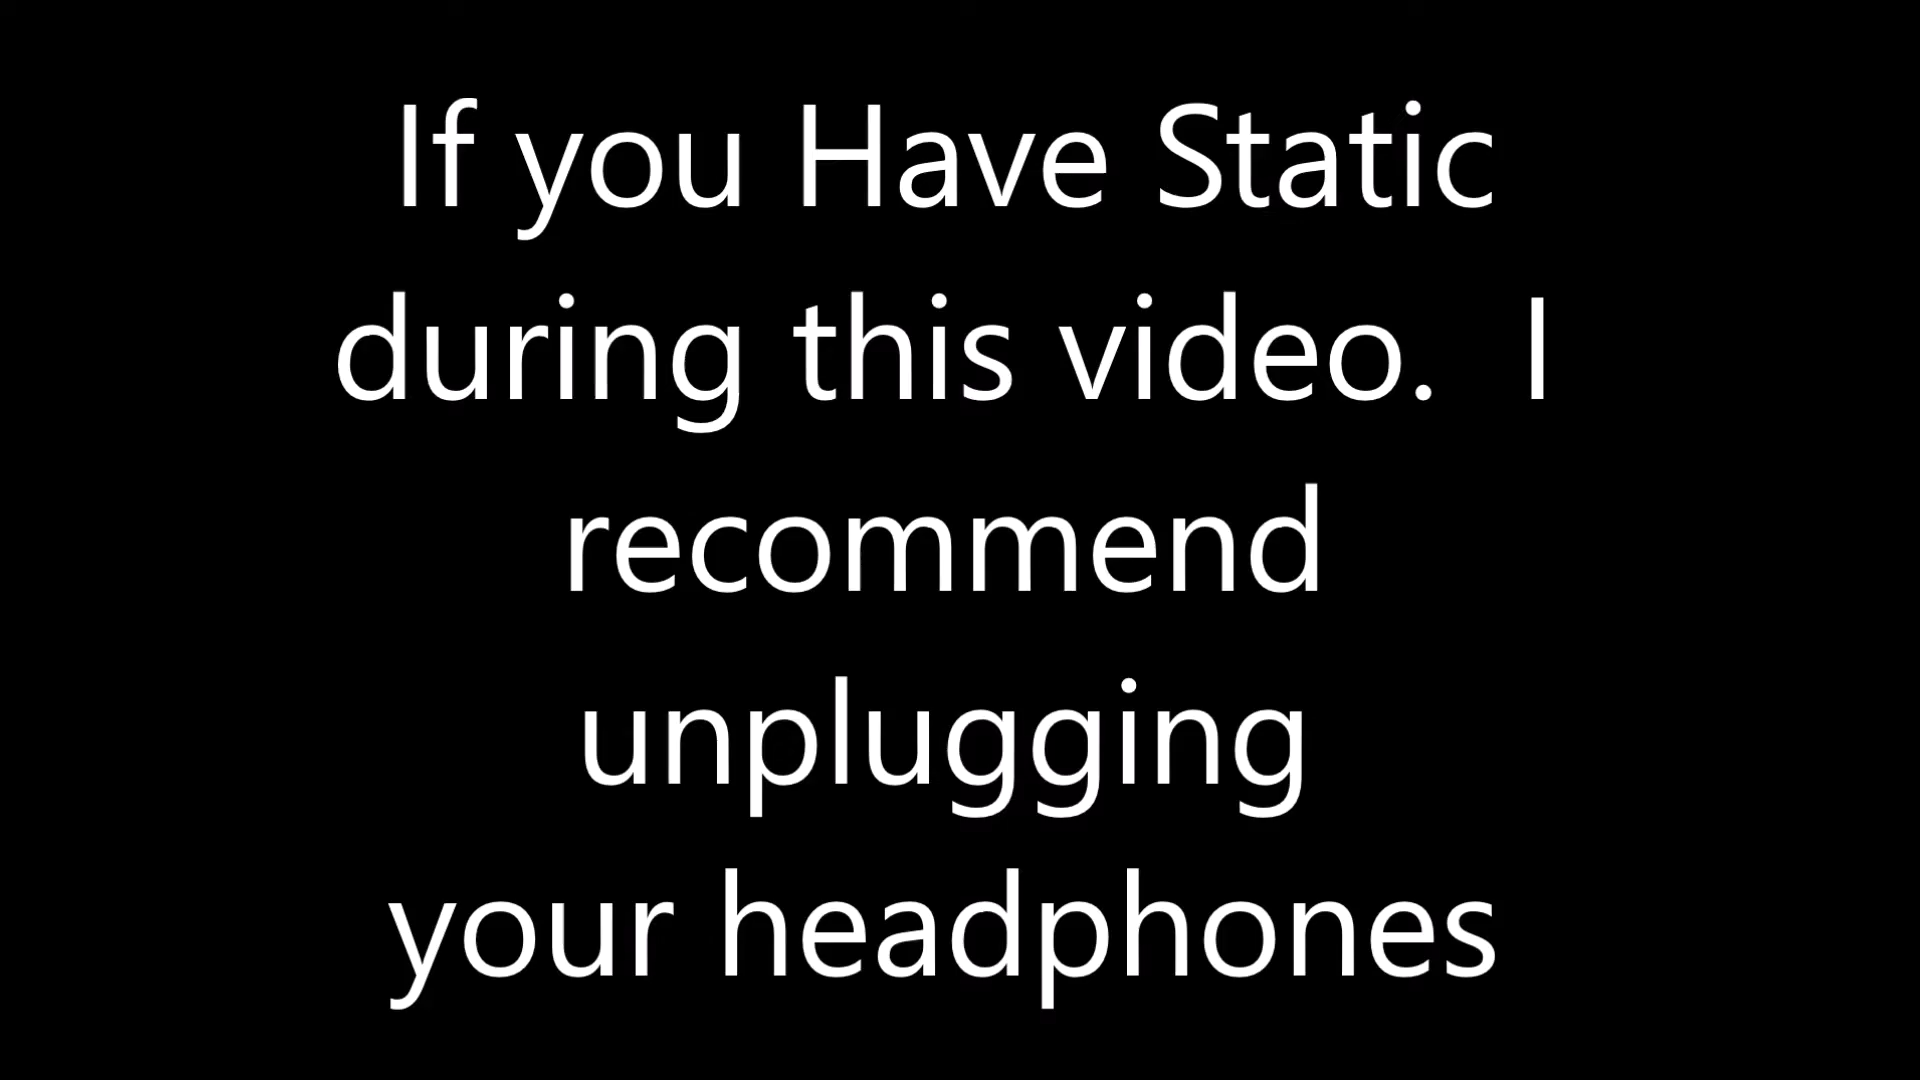 If you Have Static
during this video.  I
recommend
unplugging
your headphones